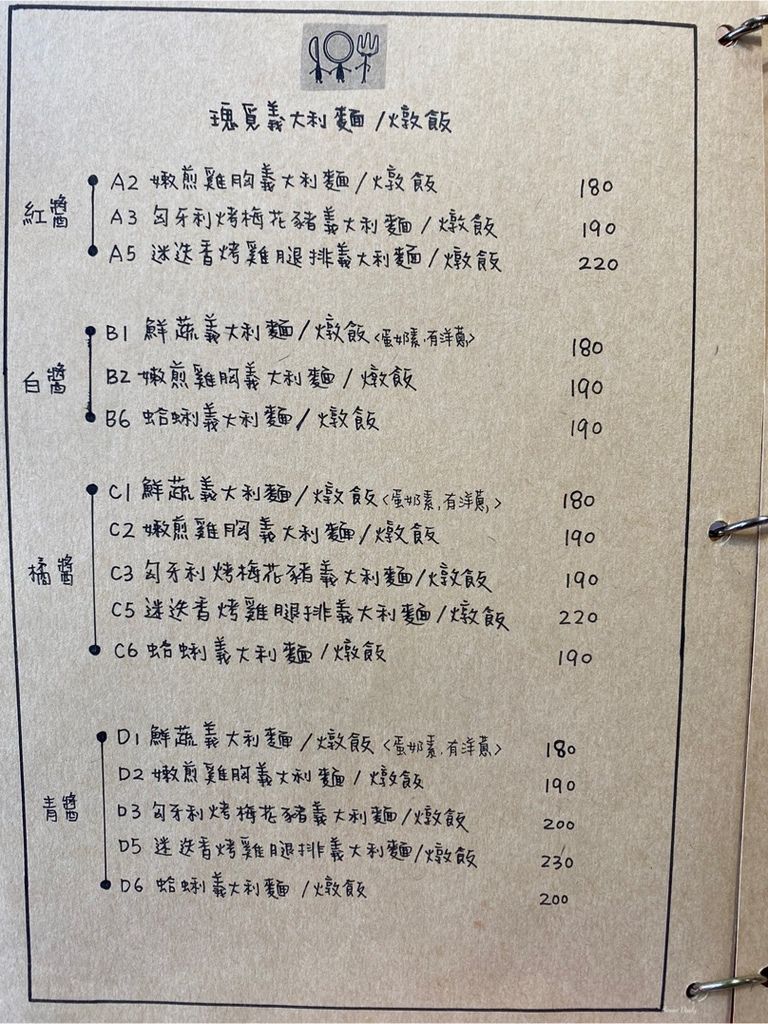 瑰覓義大利麵/燉飯
紅醬
A2 嫩煎雞胸義大利麵/燉飯 180
A3 匈牙利烤梅花豬義大利麵/燉飯 190
A5 迷迭香烤雞腿排義大利麵/燉飯 220
白醬
B1 鮮蔬義大利麵/燉飯<蛋奶素.有洋蔥> 180
B2 嫩煎雞胸義大利麵/燉飯 190
B6 蛤蜊義大利麵/燉飯 190
橘醬
C1 鮮蔬義大利麵/燉飯<蛋奶素,有洋蔥> 180
C2 嫩煎雞胸義大利麵/燉飯 190
C3 匈牙利烤梅花豬義大利麵/燉飯 190
C5 迷迭香烤雞腿排義大利麵/燉飯 220
C6 蛤蜊義大利麵/燉飯 190
青醬
D1 鮮蔬義大利麵/燉飯<蛋奶素.有洋蔥> 180
D2 嫩煎雞胸義大利麵/燉飯 190
D3 匈牙利烤梅花豬義大利麵/燉飯 200
D5 迷迭香烤雞腿排義大利麵/燉飯 230
D6 蛤蜊義大利麵/燉飯 200